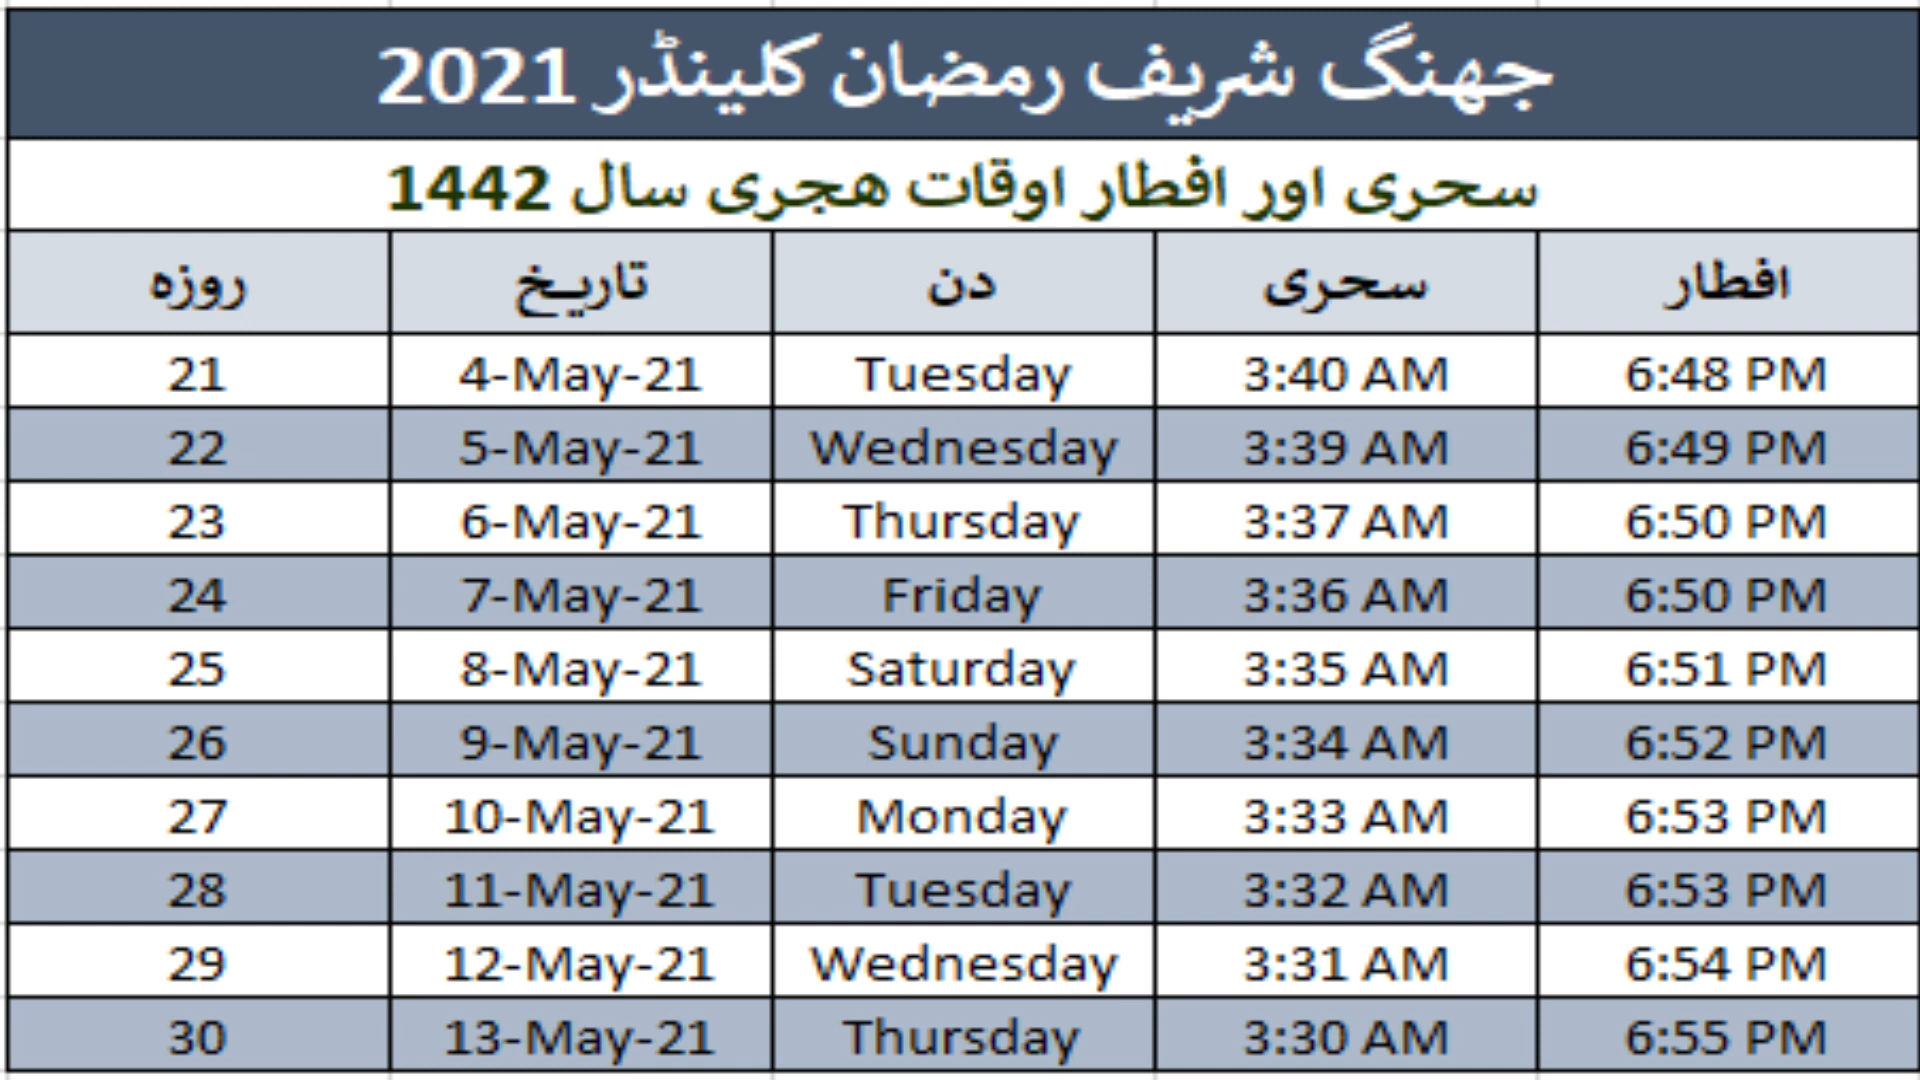 جھنگ شریف رمضان کلینڈر 2021
سحری اور افطار اوقات ھجری سال 1442
روزہ تاریخ دن سحری افطار
21 4-May-21 Tuesday 3:40 AM 6:48 PM
22 5-May-21 Wednesday 3:39 AM 6:49 PM
23 6-May-21 Thursday 3:37 AM 6:50 PM
24 7-May-21 Friday 3:36 AM 6:50 PM
25 8-May-21 Saturday 3:35 AM 6:51 PM
26 9-May-21 Sunday 3:34 AM 6:52 PM
27 10-May-21 Monday 3:33 AM 6:53 PM
28 11-May-21 Tuesday 3:32 AM 6:53 PM
29 12-May-21 Wednesday 3:31 AM 6:54 PM
30 13-May-21 Thursday 3:30 AM 6:55 PM